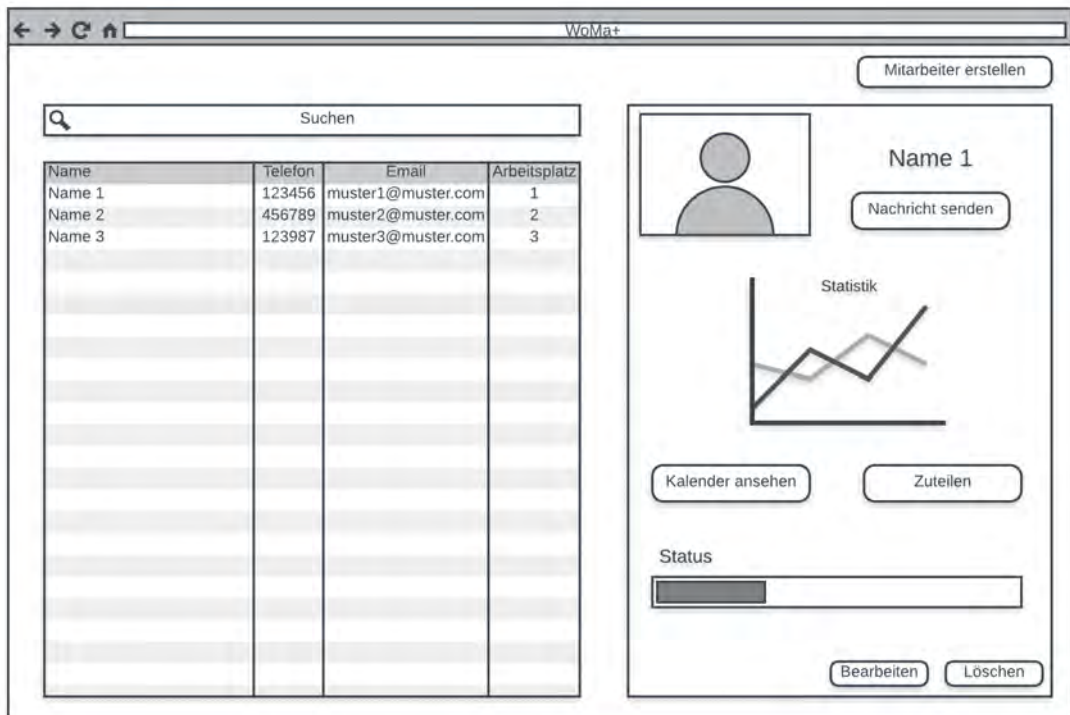 WoMa+
Mitarbeiter erstellen
Suchen
Name Telefon Email Arbeitsplatz
Name 1 123456 muster1@muster.com 1
Name 2 456789 muster2@muster.com 2
Name 3 123987 muster3@muster.com 3
Name 1
Nachricht senden
Statistik
Kalender ansehen Zuteilen
Status
Bearbeiten Löschen